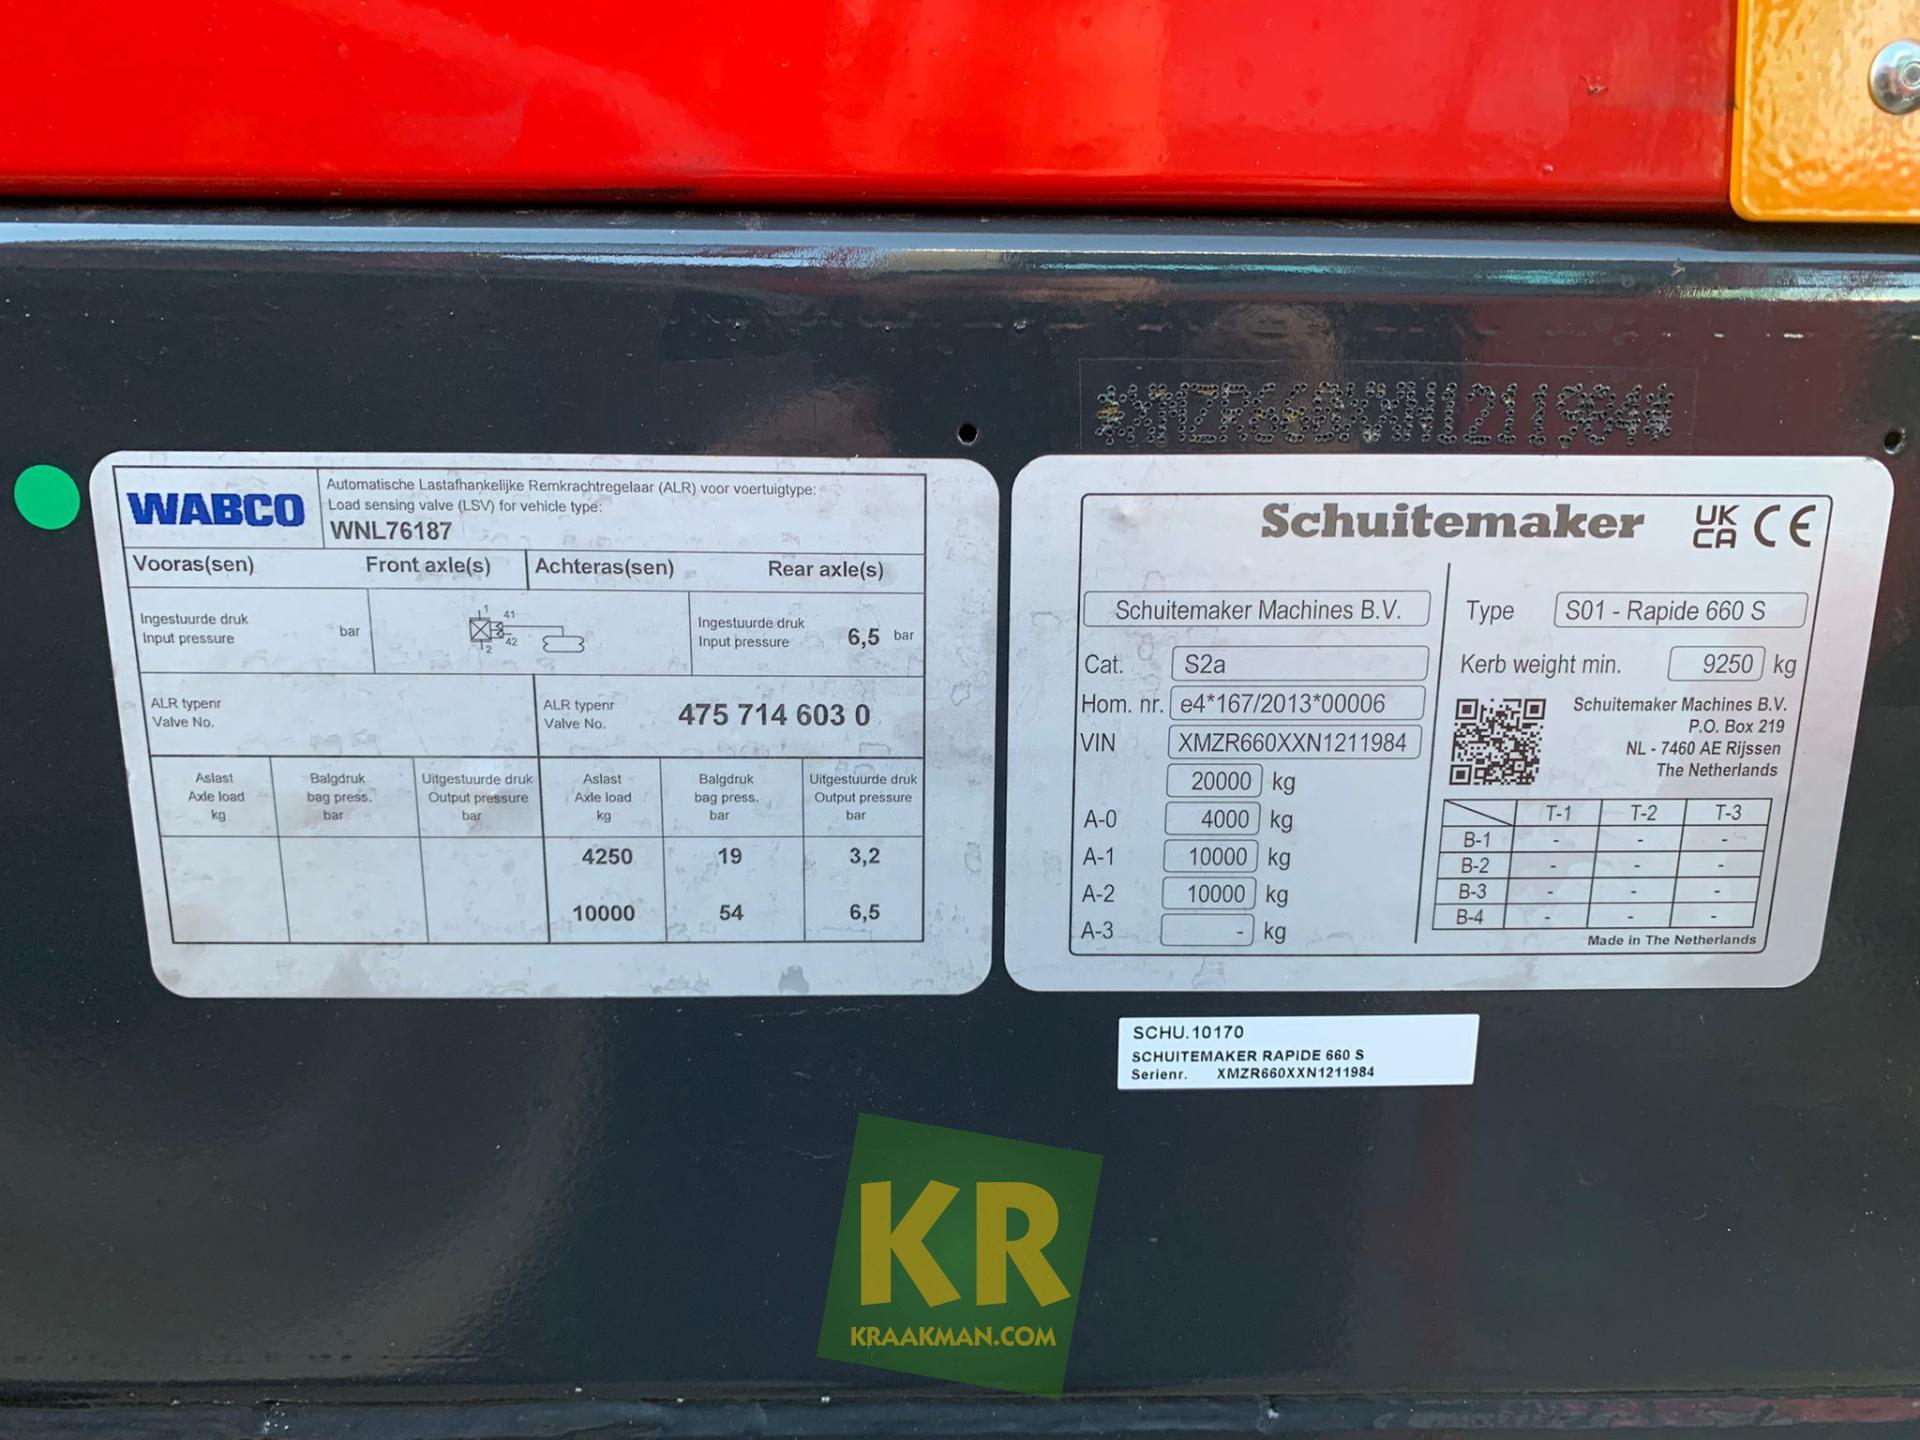 *XMZR660XXN1211984*
WABCO
Automatische Lastafhankelijke Remkrachtregelaar (ALR) voor voertuigtype:
Load sensing valve (LSV) for vehicle type:
WNL76187
Vooras(sen) Front axle(s) Achteras(sen) Rear axle(s)
Ingestuurde druk
Input pressure bar
1 41
42
2
Ingestuurde druk
Input pressure 6,5 bar
ALR typenr
Valve No.
ALR typenr
Valve No. 475 714 603 0
Aslast Balgdruk Uitgestuurde druk Aslast Balgdruk Uitgestuurde druk
Axle load bag press. Output pressure Axle load bag press. Output pressure
kg bar bar kg bar bar
4250 19 3,2
10000 54 6,5
Schuitemaker UK CA CE
Schuitemaker Machines B.V.
Cat. S2a
Hom. nr. e4*167/2013*00006
VIN XMZR660XXN1211984
20000 kg
A-0 4000 kg
A-1 10000 kg
A-2 10000 kg
A-3 - kg
Type S01 - Rapide 660 S
Kerb weight min. 9250 kg
Schuitemaker Machines B.V.
P.O. Box 219
NL - 7460 AE Rijssen
The Netherlands
T-1 T-2 T-3
B-1 - - -
B-2 - - -
B-3 - - -
B-4 - - -
Made in The Netherlands
SCHU.10170
SCHUITEMAKER RAPIDE 660 S
Serienr. XMZR660XXN1211984
KR
KRAAKMAN.COM